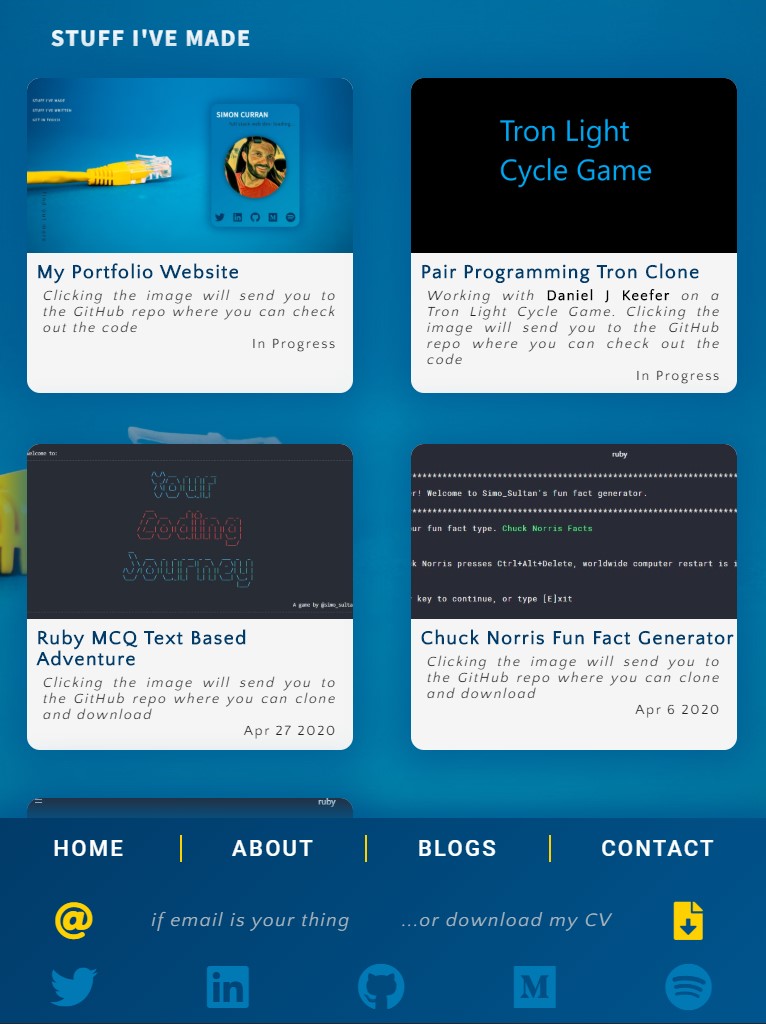 STUFF I'VE MADE
STUFF I'VE MADE
STUFF I'VE WRITTEN
GET IN TOUCH
SIMON CURRAN
My Portfolio Website
Clicking the image will send you to
the GitHub repo where you can check
out the code
In Progress
Tron Light
Cycle Game
Pair Programming Tron Clone
Working with Daniel J Keefer on a
Tron Light Cycle Game. Clicking the
image will send you to the GitHub
repo where you can check out the
code
In Progress
elcome to:
Your
Coding
Journey
A game by @simo_sulta
Ruby MCQ Text Based
Adventure
Clicking the image will send you to
the GitHub repo where you can clone
and download
Apr 27 2020
ruby
****************************************************************
r! Welcome to Simo_Sultan's fun fact generator.
****************************************************************
ur fun fact type. Chuck Norris Facts
k Norris presses Ctrl+Alt+Delete, worldwide computer restart is i
key to continue, or type [E]xit
Chuck Norris Fun Fact Generator
Clicking the image will send you to
the GitHub repo where you can clone
and download
Apr 6 2020
ruby
HOME ABOUT BLOGS CONTACT
@ if email is your thing ...or download my CV
in M